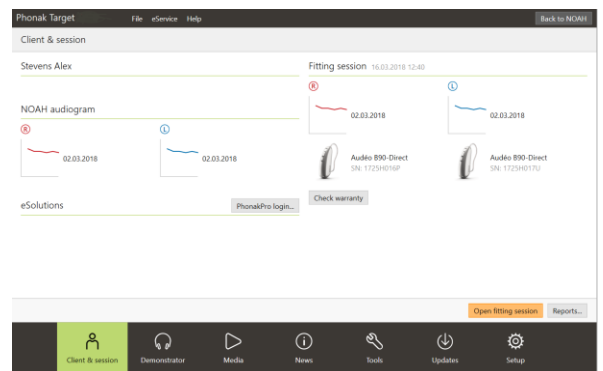 Phonak Target File eService Help Back to NOAH
Client & session
Stevens Alex
Fitting session 16.03.2018 12:40
R L
02.03.2018 02.03.2018
NOAH audiogram
R L
02.03.2018 02.03.2018
Audéo B90-Direct Audéo B90-Direct
SN: 1725H016P SN: 1725H017U
eSolutions PhonakPro login...
Check warranty
Open fitting session Reports...
Client & session Demonstrator Media News Tools Updates Setup